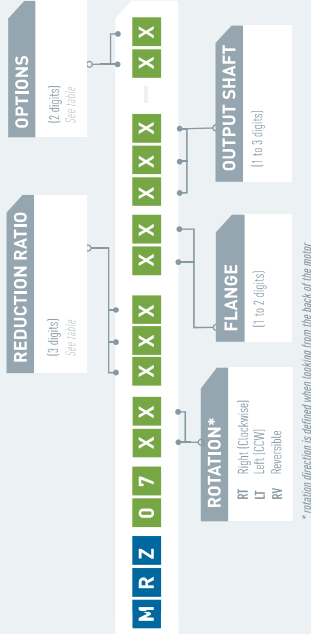 REDUCTION RATIO
(3 digits)
See table
OPTIONS
(2 digits)
See table
M R Z 0 7 X X X X X X X X X X — X X
ROTATION*
RT Right (Clockwise)
LT Left (CCW)
RV Reversible
FLANGE
(1 to 2 digits)
OUTPUT SHAFT
(1 to 3 digits)
* rotation direction is defined when looking from the back of the motor